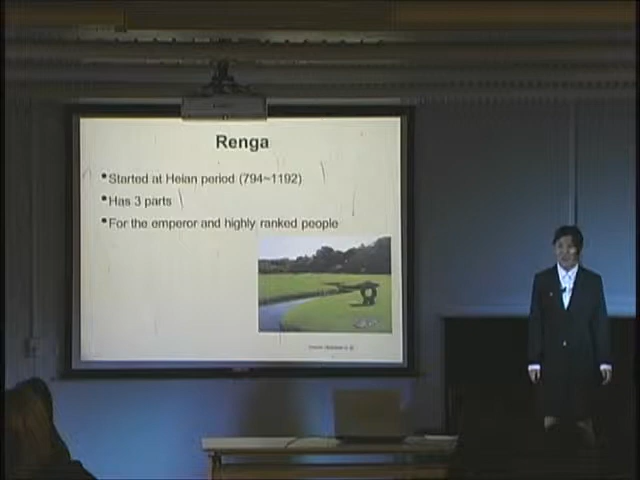 Renga
•Started at Heian period (794~1192)
•Has 3 parts
•For the emperor and highly ranked people